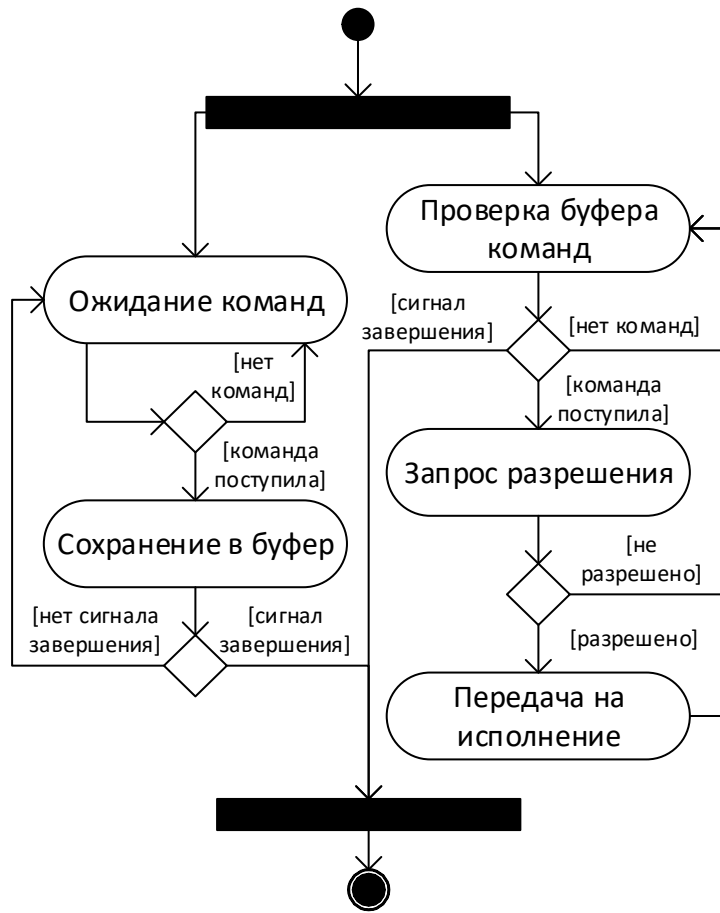 Проверка буфера
команд
Ожидание команд
[сигнал
завершения]
[нет команд]
[нет
команд]
[команда
поступила]
[команда
поступила]
Запрос разрешения
Сохранение в буфер
[не
разрешено]
[нет сигнала
завершения]
[сигнал
завершения]
[разрешено]
Передача на
исполнение